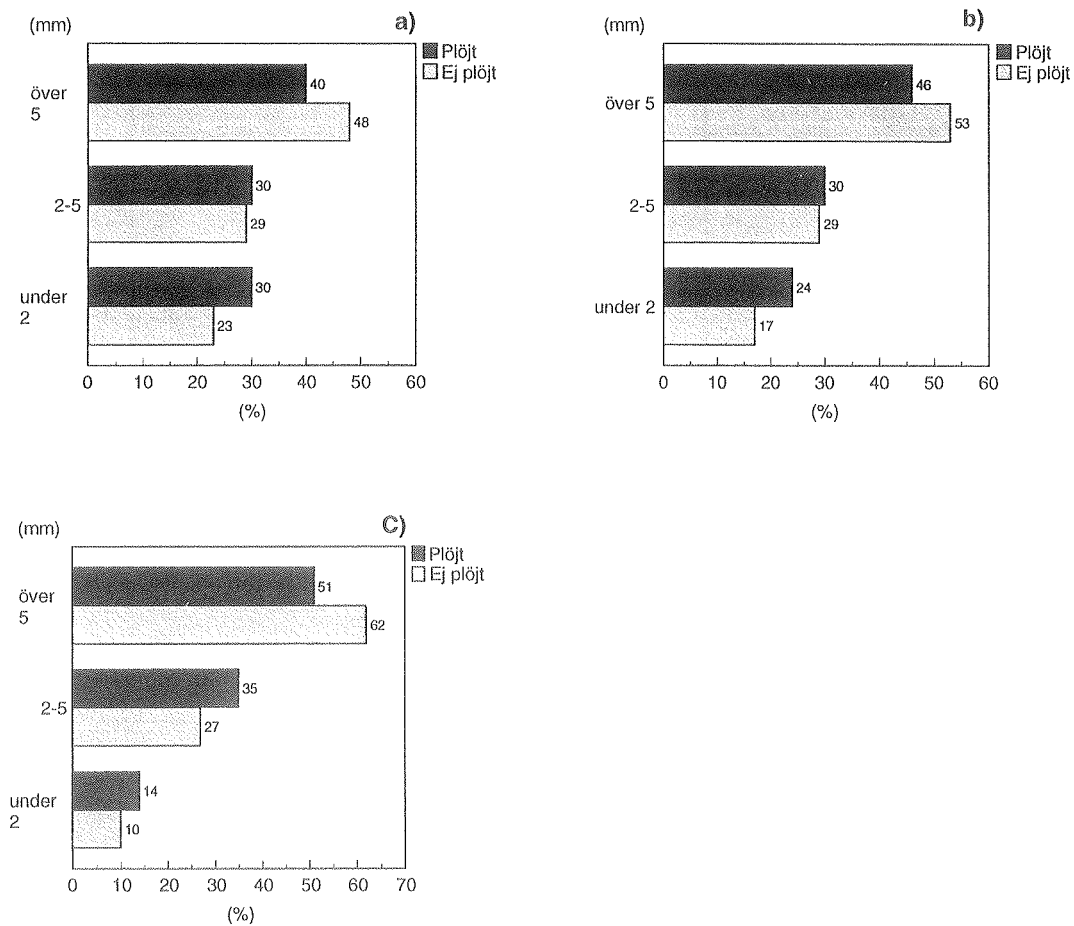 (mm)
a)
Plöjt
Ej plöjt
över
5
40
48
2-5
30
29
under
2
30
23
0 10 20 30 40 50 60
(%)
(mm)
b)
Plöjt
Ej plöjt
över 5
46
53
2-5
30
29
under 2
24
17
0 10 20 30 40 50 60
(%)
(mm)
C)
Plöjt
Ej plöjt
över
5
51
62
2-5
35
27
under
2
14
10
0 10 20 30 40 50 60 70
(%)